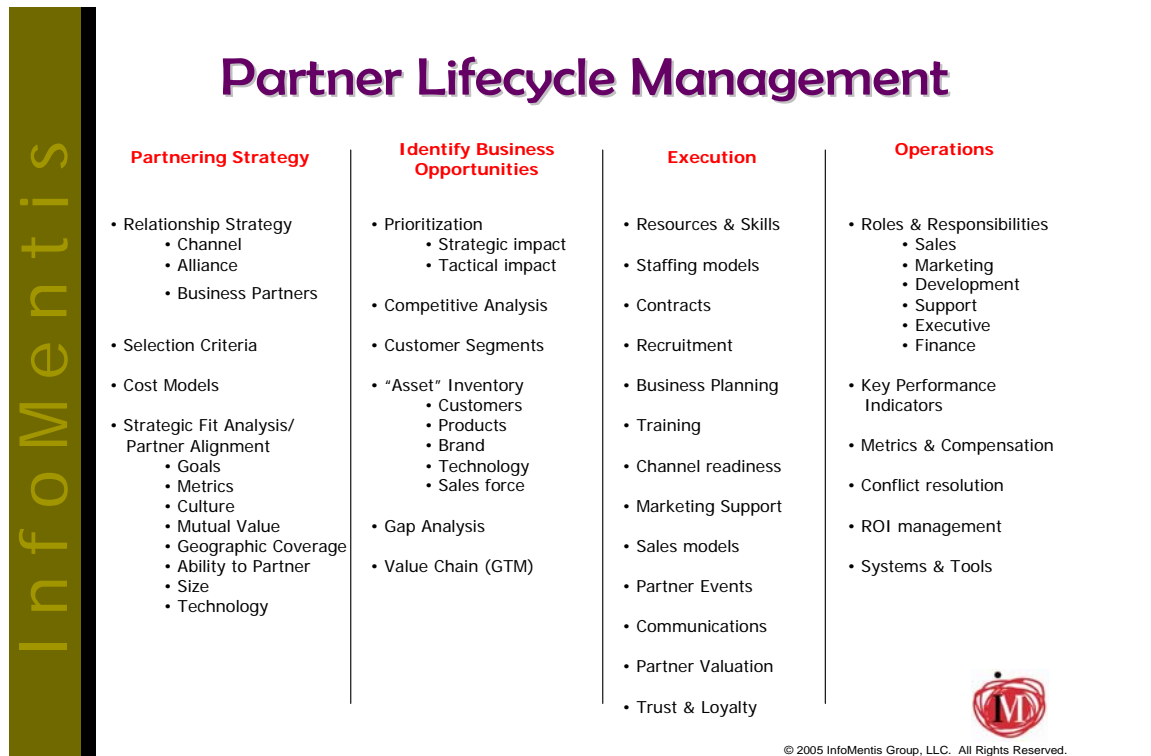 Partner Lifecycle Management
InfoMentis
Partnering Strategy
• Relationship Strategy
• Channel
• Alliance
• Business Partners
• Selection Criteria
• Cost Models
• Strategic Fit Analysis/
Partner Alignment
• Goals
• Metrics
• Culture
• Mutual Value
• Geographic Coverage
• Ability to Partner
• Size
• Technology
Identify Business
Opportunities
• Prioritization
• Strategic impact
• Tactical impact
• Competitive Analysis
• Customer Segments
• “Asset” Inventory
• Customers
• Products
• Brand
• Technology
• Sales force
• Gap Analysis
• Value Chain (GTM)
Execution
• Resources & Skills
• Staffing models
• Contracts
• Recruitment
• Business Planning
• Training
• Channel readiness
• Marketing Support
• Sales models
• Partner Events
• Communications
• Partner Valuation
• Trust & Loyalty
Operations
• Roles & Responsibilities
• Sales
• Marketing
• Development
• Support
• Executive
• Finance
• Key Performance
Indicators
• Metrics & Compensation
• Conflict resolution
• ROI management
• Systems & Tools
iM
© 2005 InfoMentis Group, LLC. All Rights Reserved.